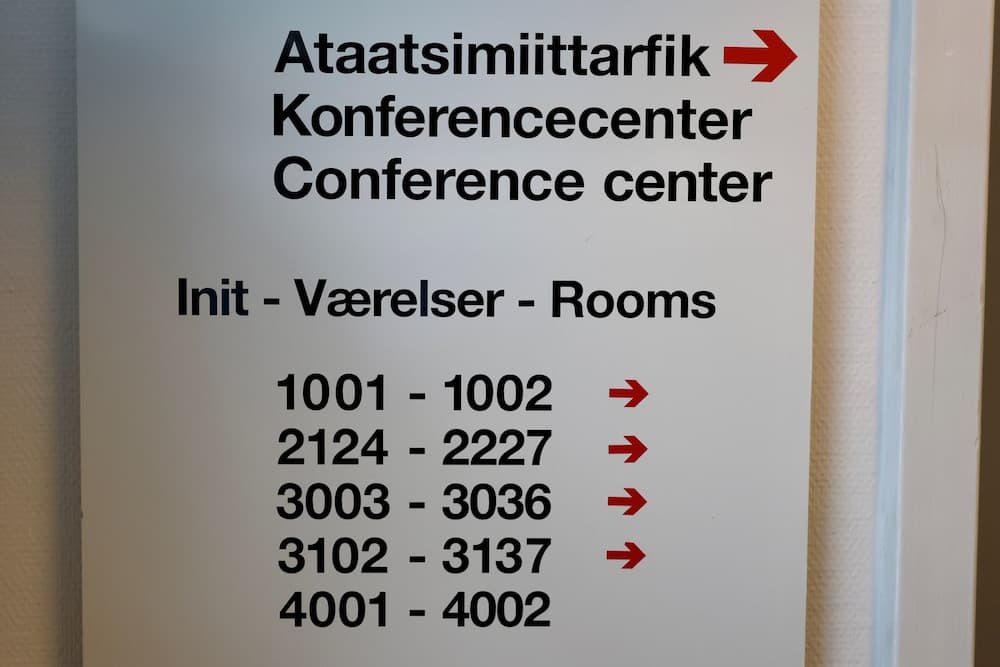 Ataatsimiittarfik
Konferencecenter
Conference center
Init - Værelser - Rooms
1001 - 1002
2124 - 2227
3003 - 3036
3102 - 3137
4001 - 4002